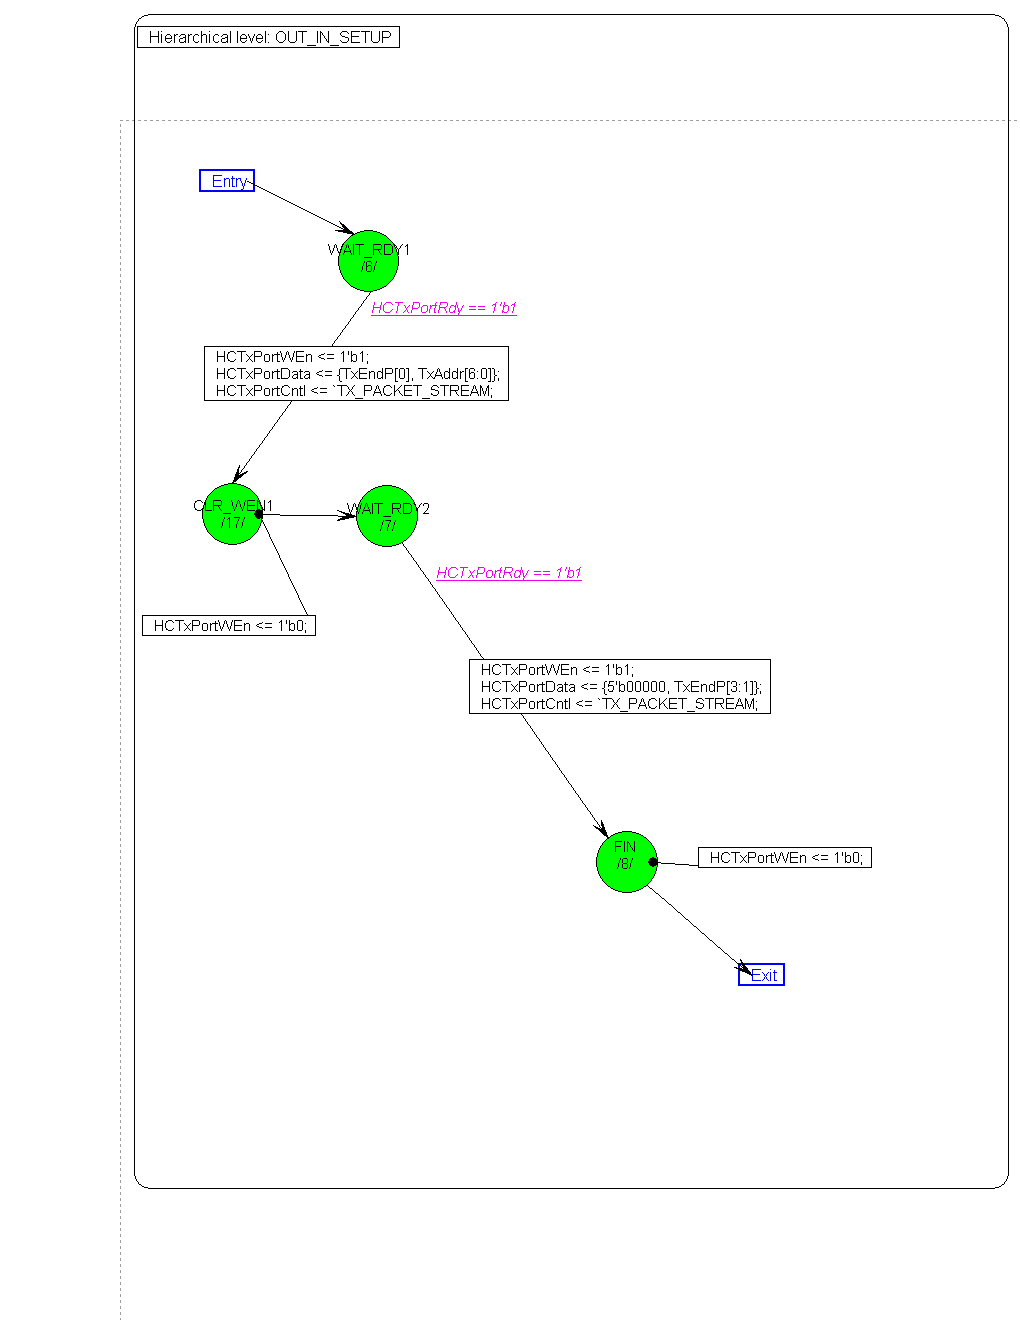 Hierarchical level: OUT_IN_SETUP
Entry
WAIT_RDY1
/6/
HCTxPortRdy == 1'b1
HCTxPortWEn <= 1'b1;
HCTxPortData <= {TxEndP[0], TxAddr[6:0]};
HCTxPortCntl <= `TX_PACKET_STREAM;
CLR_WEN1
/17/
WAIT_RDY2
/7/
HCTxPortRdy == 1'b1
HCTxPortWEn <= 1'b0;
HCTxPortWEn <= 1'b1;
HCTxPortData <= {5'b00000, TxEndP[3:1]};
HCTxPortCntl <= `TX_PACKET_STREAM;
FIN
/8/
HCTxPortWEn <= 1'b0;
Exit